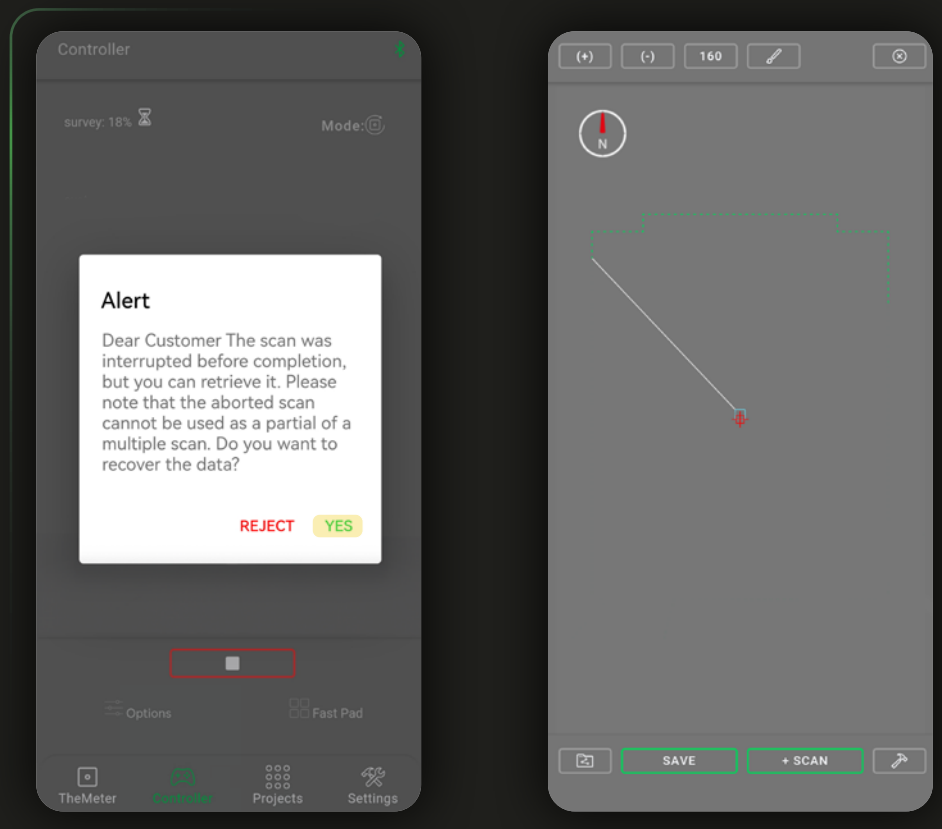 Controller
survey: 18%
Mode:
Alert
Dear Customer The scan was
interrupted before completion,
but you can retrieve it. Please
note that the aborted scan
cannot be used as a partial of a
multiple scan. Do you want to
recover the data?
REJECT YES
Options Fast Pad
TheMeter Controller Projects Settings
(+) (-) 160
N
SAVE + SCAN